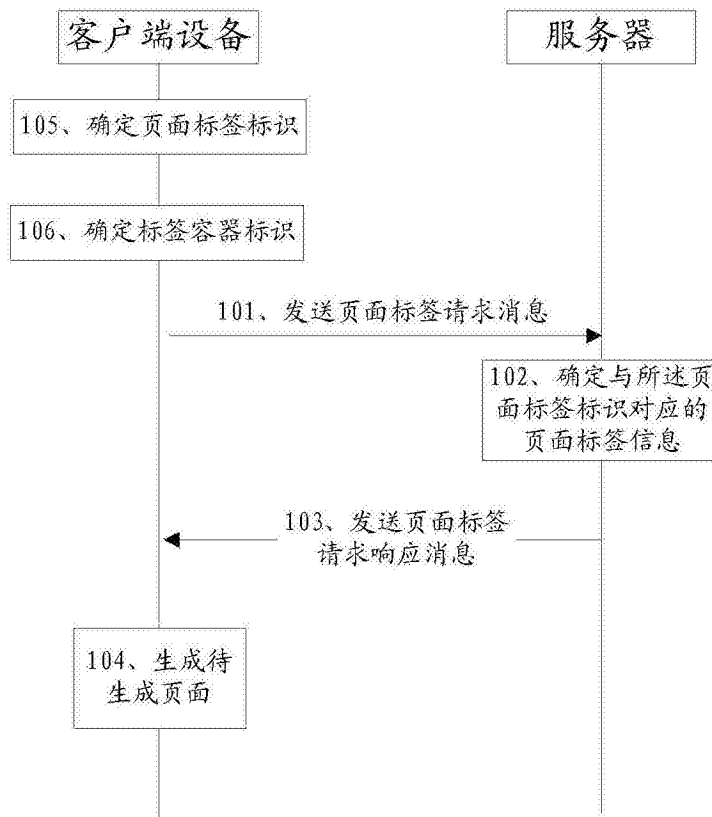 客户端设备
服务器
105、确定页面标签标识
106、确定标签容器标识
101、发送页面标签请求消息
102、确定与所述页
面标签标识对应的
页面标签信息
103、发送页面标签
请求响应消息
104、生成待
生成页面